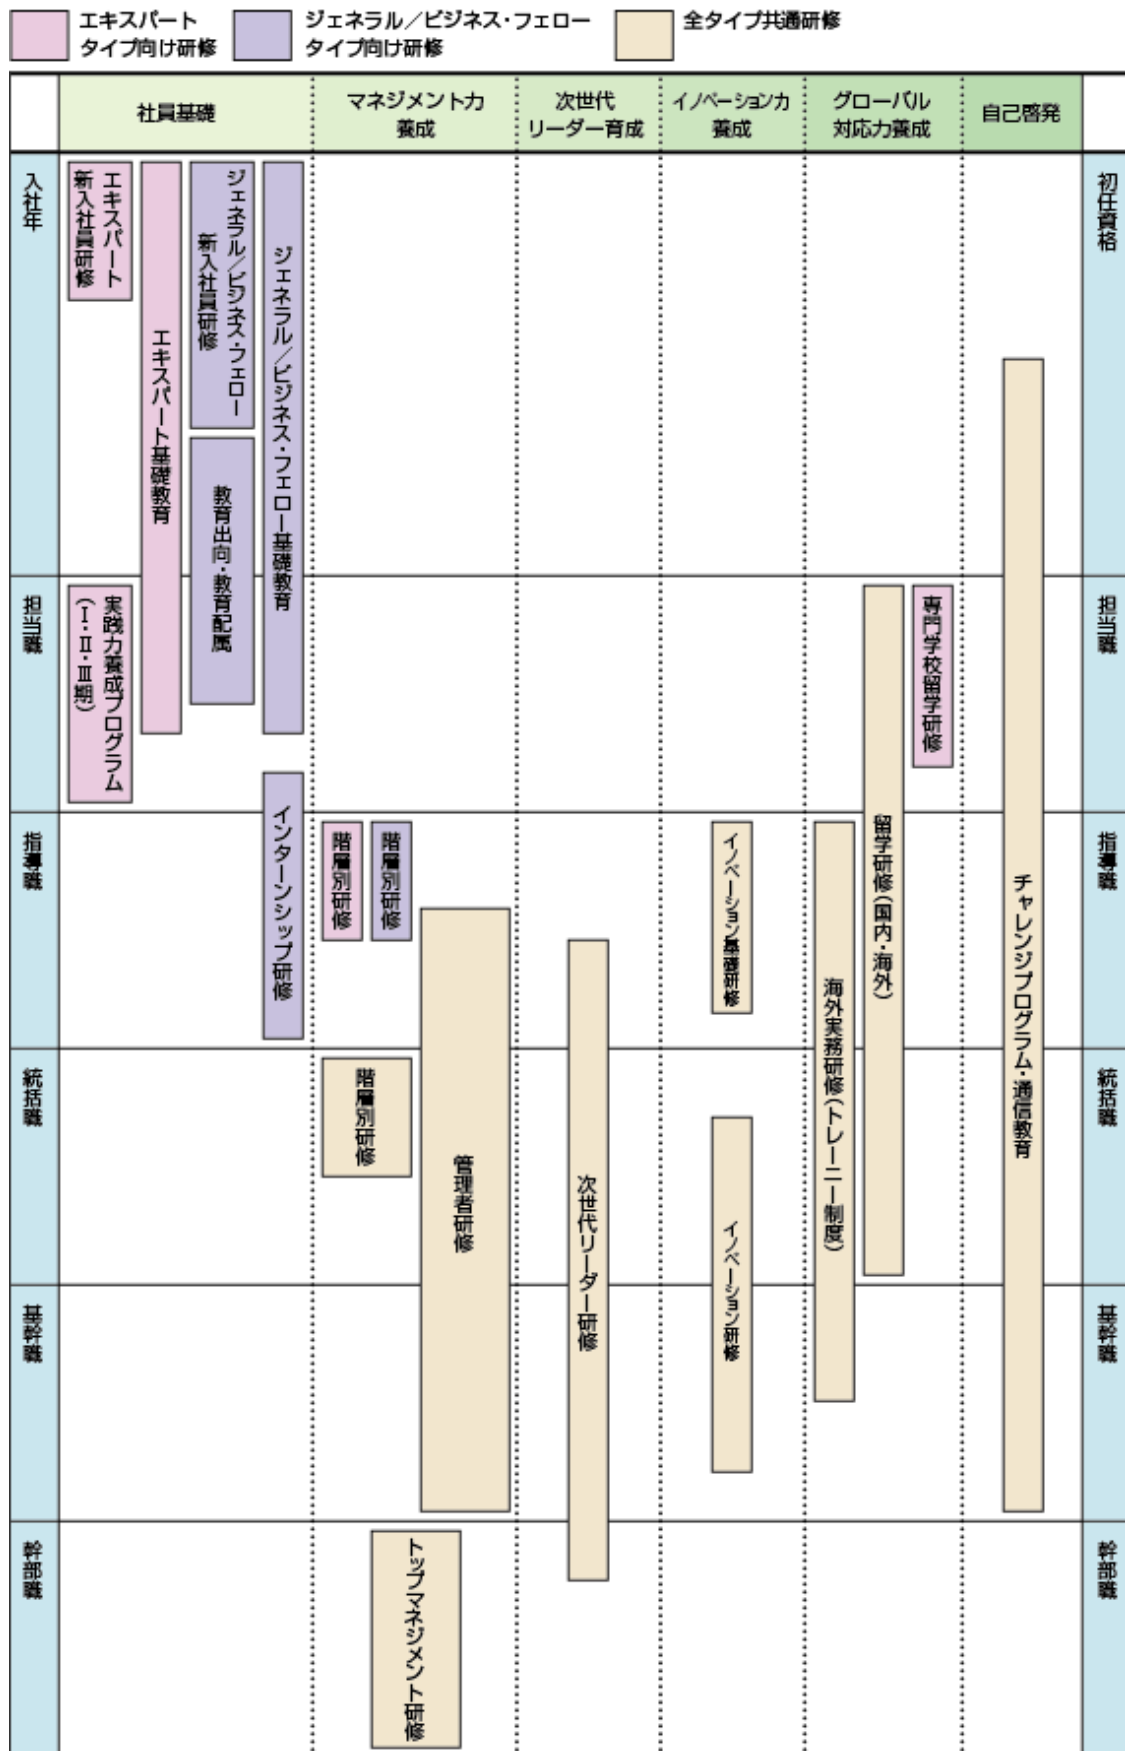 エキスパート
タイプ向け研修
ジェネラル／ビジネス・フェロー
タイプ向け研修
全タイプ共通研修
社員基礎
マネジメント力
養成
次世代
リーダー育成
イノベーション力
養成
グローバル
対応力養成
自己啓発
入社年
エキスパート
新入社員研修
エキスパート基礎教育
ジェネラル／ビジネス・フェロー
新入社員研修
教育出向・教育配属
ジェネラル／ビジネス・フェロー基礎教育
初任資格
担当職
実践力養成プログラム
（Ⅰ・Ⅱ・Ⅲ期）
専門学校留学研修
留学研修（国内・海外）
チャレンジプログラム・通信教育
担当職
指導職
インターンシップ研修
階層別研修
階層別研修
管理者研修
次世代リーダー研修
イノベーション基礎研修
海外実務研修（トレーニー制度）
指導職
統括職
階層別研修
イノベーション研修
統括職
基幹職
基幹職
幹部職
トップマネジメント研修
幹部職